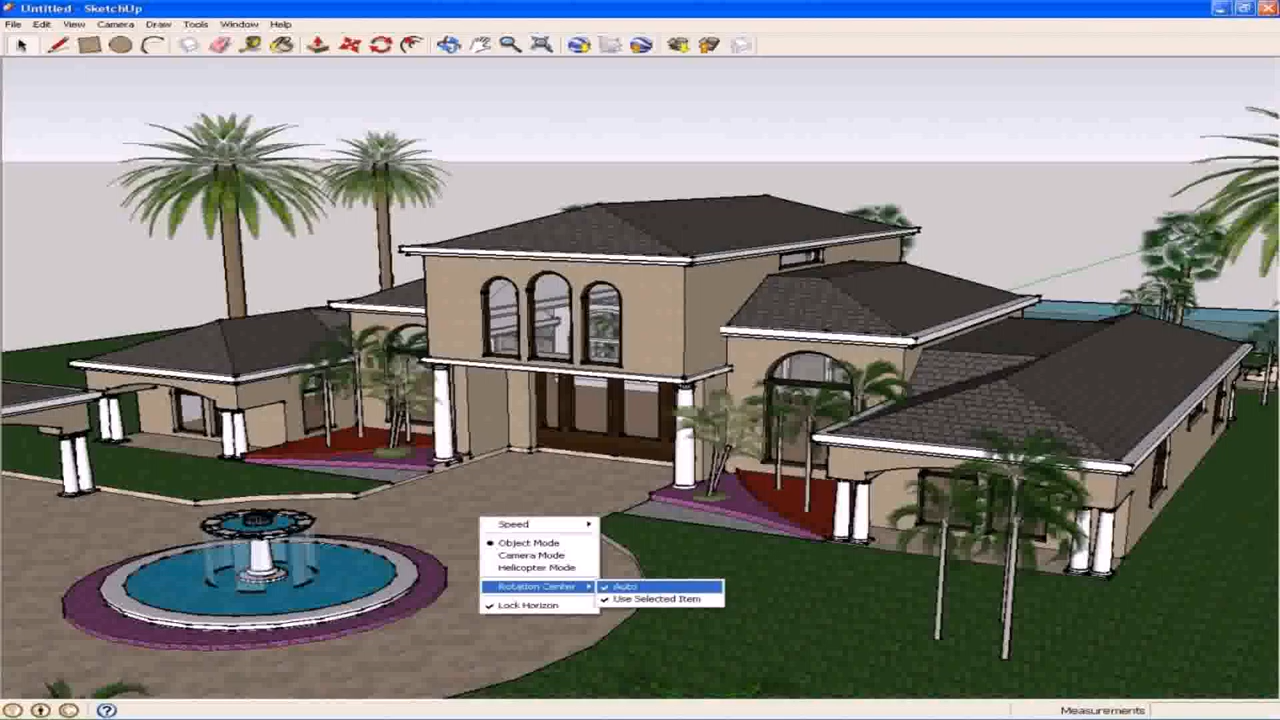 Untitled - SketchUp
File Edit View Camera Draw Tools Window Help
Speed
Object Mode
Camera Mode
Helicopter Mode
Rotation Center
Auto
Use Selected Item
Lock Horizon
Measurements